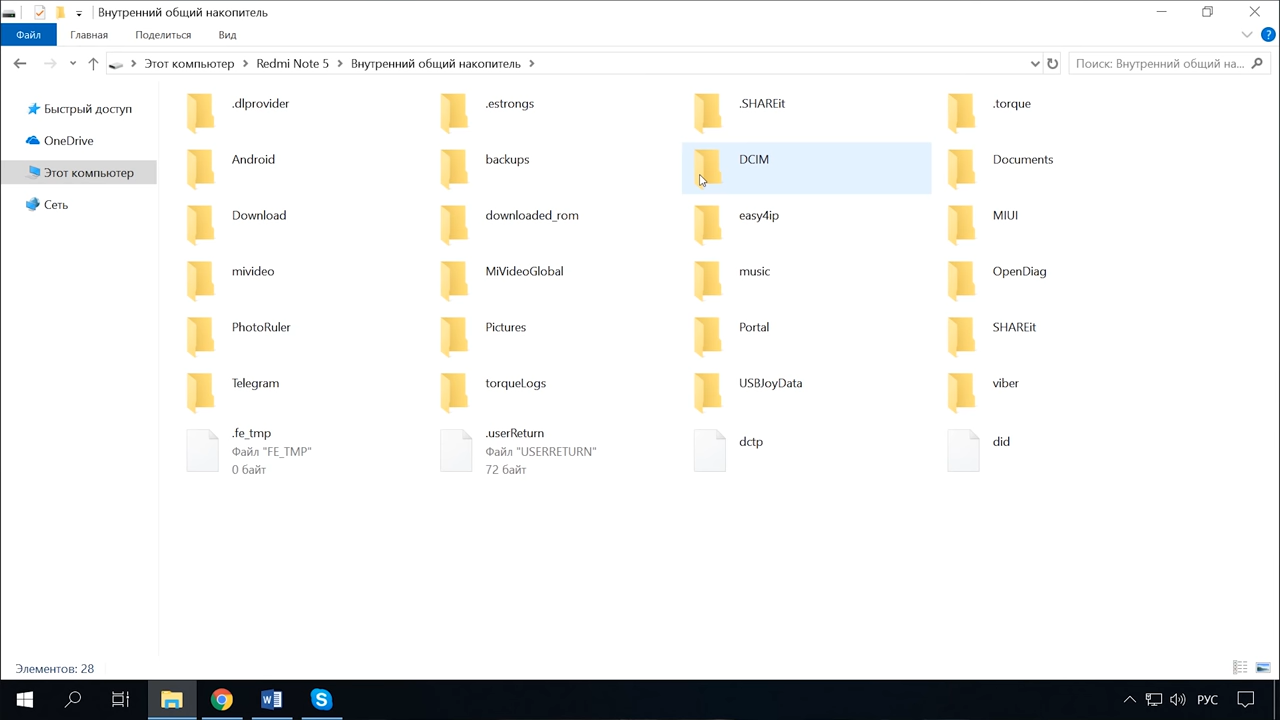 Внутренний общий накопитель
Файл Главная Поделиться Вид
Этот компьютер Redmi Note 5 Внутренний общий накопитель
Поиск: Внутренний общий на...
Быстрый доступ
OneDrive
Этот компьютер
Сеть
.dlprovider .estrongs .SHAREit .torque
Android backups DCIM Documents
Download downloaded_rom easy4ip MIUI
mivideo MiVideoGlobal music OpenDiag
PhotoRuler Pictures Portal SHAREit
Telegram torqueLogs USBJoyData viber
.fe_tmp
Файл "FE_TMP"
0 байт
.userReturn
Файл "USERRETURN"
72 байт
dctp
did
Элементов: 28
РУС